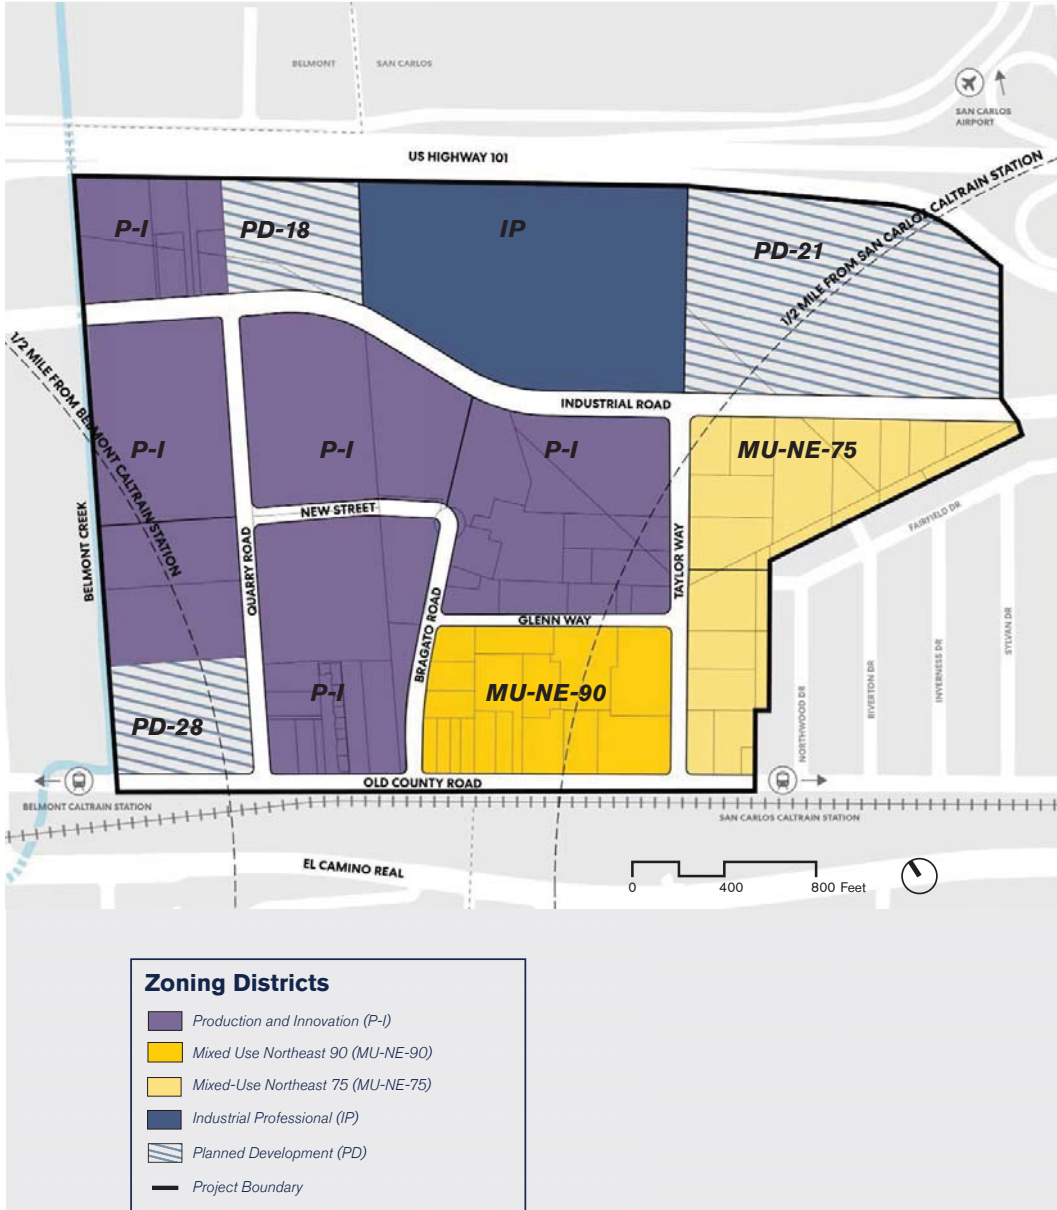 BELMONT
SAN CARLOS
SAN CARLOS
AIRPORT
US HIGHWAY 101
1/2 MILE FROM SAN CARLOS CALTRAIN STATION
P-I
PD-18
IP
PD-21
1/2 MILE FROM BELMONT CALTRAIN STATION
INDUSTRIAL ROAD
P-I
P-I
P-I
MU-NE-75
NEW STREET
FAIRFIELD DR
BELMONT CREEK
QUARRY ROAD
TAYLOR WAY
BRAGATO ROAD
GLENN WAY
SYLVAN DR
INVERNESS DR
RIVERTON DR
NORTHWOOD DR
P-I
MU-NE-90
PD-28
OLD COUNTY ROAD
BELMONT CALTRAIN STATION
SAN CARLOS CALTRAIN STATION
EL CAMINO REAL
0 400 800 Feet
Zoning Districts
Production and Innovation (P-I)
Mixed Use Northeast 90 (MU-NE-90)
Mixed-Use Northeast 75 (MU-NE-75)
Industrial Professional (IP)
Planned Development (PD)
Project Boundary